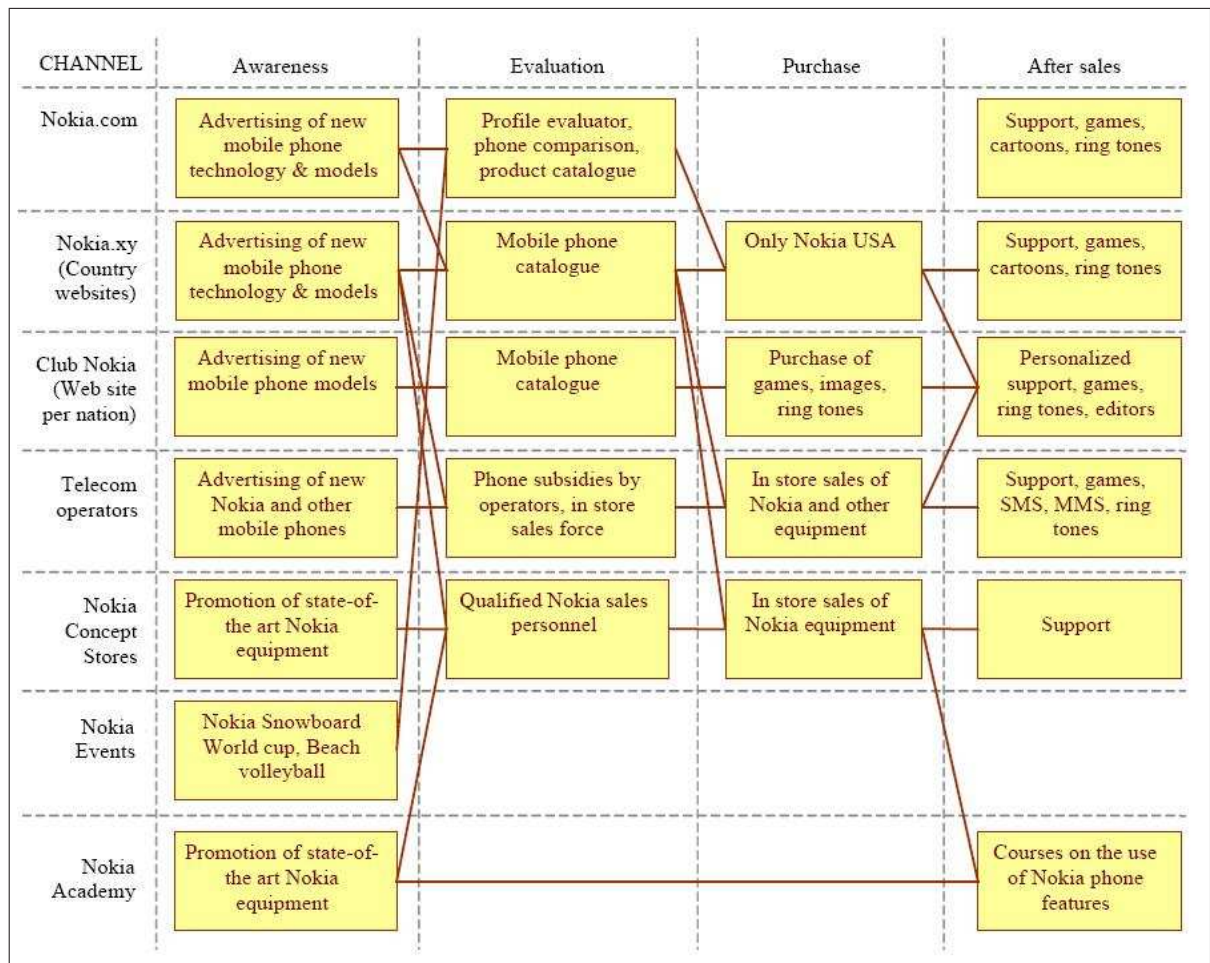 CHANNEL
Awareness
Evaluation
Purchase
After sales
Nokia.com
Advertising of new
mobile phone
technology & models
Profile evaluator,
phone comparison,
product catalogue
Support, games,
cartoons, ring tones
Nokia.xy
(Country
websites)
Advertising of new
mobile phone
technology & models
Mobile phone
catalogue
Only Nokia USA
Support, games,
cartoons, ring tones
Club Nokia
(Web site
per nation)
Advertising of new
mobile phone models
Mobile phone
catalogue
Purchase of
games, images,
ring tones
Personalized
support, games,
ring tones, editors
Telecom
operators
Advertising of new
Nokia and other
mobile phones
Phone subsidies by
operators, in store
sales force
In store sales of
Nokia and other
equipment
Support, games,
SMS, MMS, ring
tones
Nokia
Concept
Stores
Promotion of state-of-
the art Nokia
equipment
Qualified Nokia sales
personnel
In store sales of
Nokia equipment
Support
Nokia
Events
Nokia Snowboard
World cup, Beach
volleyball
Nokia
Academy
Promotion of state-of-
the art Nokia
equipment
Courses on the use
of Nokia phone
features